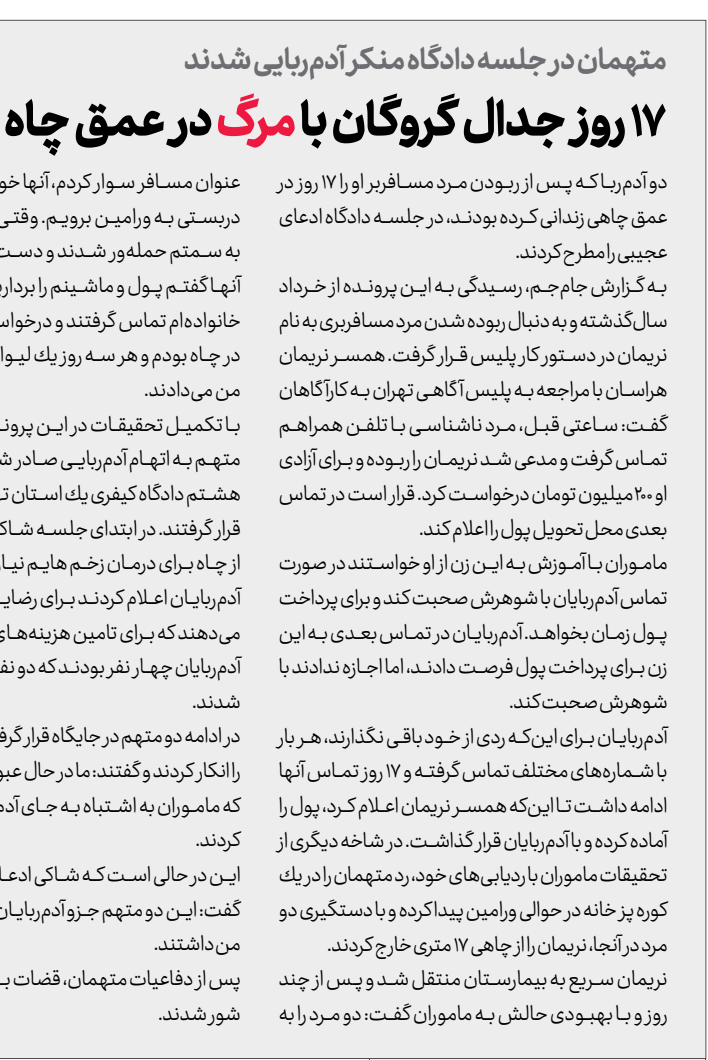 متهمان در جلسه دادگاه منکر آدم‌ربایی شدند
۱۷ روز جدال گروگان با مرگ در عمق چاه
دو آدم‌ربا که پس از ربودن مرد مسافربر او را ۱۷ روز در
عمق چاهی زندانی کرده بودند، در جلسه دادگاه ادعای
عجیبی را مطرح کردند.
به گزارش جام‌جم، رسیدگی به این پرونده از خرداد
سال گذشته و به دنبال ربوده شدن مرد مسافربری به نام
نریمان در دستور کار پلیس قرار گرفت. همسر نریمان
هراسان با مراجعه به پلیس آگاهی تهران به کارآگاهان
گفت: ساعتی قبل، مرد ناشناسی با تلفن همراهم
تماس گرفت و مدعی شد نریمان را ربوده و برای آزادی
او ۲۰۰ میلیون تومان درخواست کرد. قرار است در تماس
بعدی محل تحویل پول را اعلام کند.
ماموران با آموزش به این زن از او خواستند در صورت
تماس آدم‌ربایان با شوهرش صحبت کند و برای پرداخت
پول زمان بخواهد. آدم‌ربایان در تماس بعدی به این
زن برای پرداخت پول فرصت دادند، اما اجازه ندادند با
شوهرش صحبت کند.
آدم‌ربایان برای این‌که ردی از خود باقی نگذارند، هر بار
با شماره‌های مختلف تماس گرفته و ۱۷ روز تماس آنها
ادامه داشت تا این‌که همسر نریمان اعلام کرد، پول را
آماده کرده و با آدم‌ربایان قرار گذاشت. در شاخه دیگری از
تحقیقات ماموران با ردیابی‌های خود، رد متهمان را در یك
کوره پز خانه در حوالی ورامین پیدا کرده و با دستگیری دو
مرد در آنجا، نریمان را از چاهی ۱۷ متری خارج کردند.
نریمان سریع به بیمارستان منتقل شد و پس از چند
روز و با بهبودی حالش به ماموران گفت: دو مرد را به
عنوان مسافر سوار کردم، آنها خو
دربستی به ورامین برویم. وقتی
به سمتم حمله‌ور شدند و دست
آنها گفتم پول و ماشینم را بردار
خانواده‌ام تماس گرفتند و درخواس
در چاه بودم و هر سه روز یك لیوا
من می‌دادند.
با تکمیل تحقیقات در این پرون
متهم به اتهام آدم‌ربایی صادر ش
هشتم دادگاه کیفری یك استان ت
قرار گرفتند. در ابتدای جلسه شاک
از چاه برای درمان زخم هایم نیا
آدم‌ربایان اعلام کردند برای رضای
می‌دهند که برای تامین هزینه‌های
آدم‌ربایان چهار نفر بودند که دو نف
شدند.
در ادامه دو متهم در جایگاه قرار گرف
را انکار کردند و گفتند: ما در حال عبو
که ماموران به اشتباه به جای آدم
کردند.
این در حالی است که شاکی ادعا
گفت: این دو متهم جزو آدم‌ربایان
من داشتند.
پس از دفاعیات متهمان، قضات ب
شور شدند.